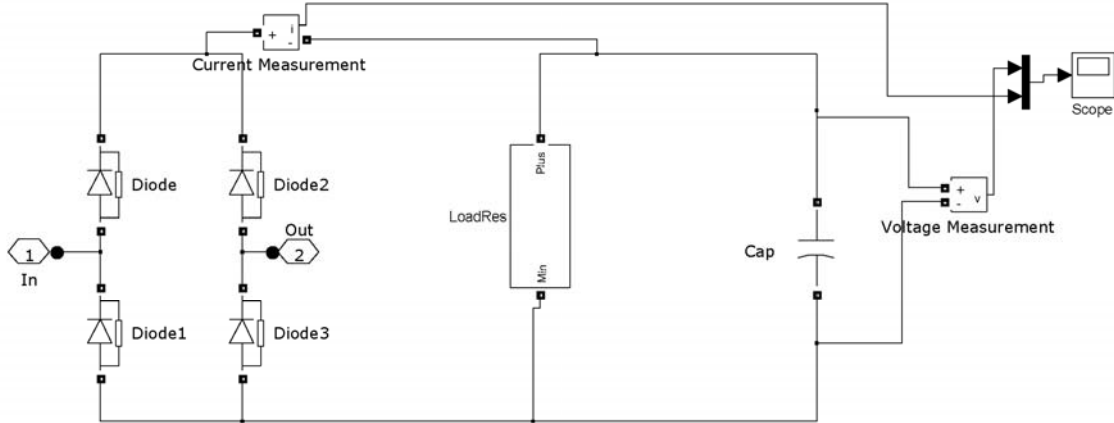 + i -
Current Measurement
Scope
Diode
Diode2
Plus
LoadRes
Min
+ - v
Voltage Measurement
Out
1
2
In
Cap
Diode1
Diode3